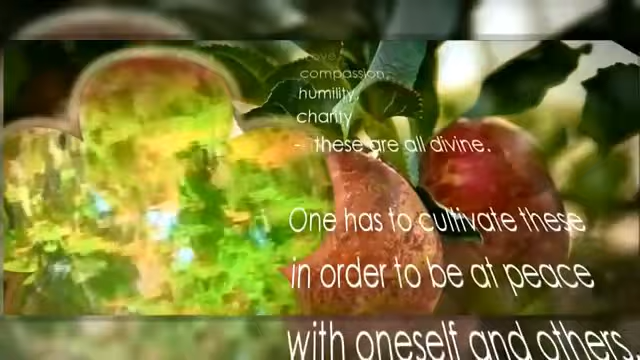 compassion,
humility,
charity
- these are all divine.
One has to cultivate these
in order to be at peace
with oneself and others.